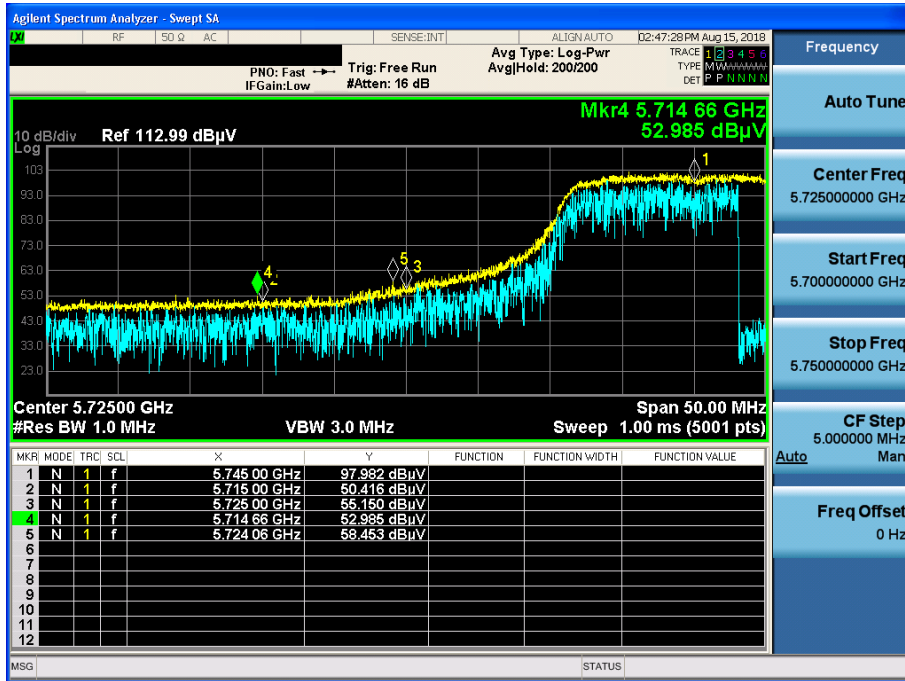 Agilent Spectrum Analyzer - Swept SA
LXI RF 50 Ω AC SENSE:INT ALIGN AUTO 02:47:28 PM Aug 15, 2018
PNO: Fast Trig: Free Run Avg Type: Log-Pwr TRACE 1 2 3 4 5 6
IFGain:Low #Atten: 16 dB Avg|Hold: 200/200 TYPE M W W W W W
DET P P N N N N
Mkr4 5.714 66 GHz
52.985 dBµV
10 dB/div Ref 112.99 dBµV
Log
103
93.0
83.0
73.0
63.0
53.0
43.0
33.0
23.0
1
5
3
4
2
Center 5.72500 GHz Span 50.00 MHz
#Res BW 1.0 MHz VBW 3.0 MHz Sweep 1.00 ms (5001 pts)
MKR MODE TRC SCL X Y FUNCTION FUNCTION WIDTH FUNCTION VALUE
1 N 1 f 5.745 00 GHz 97.982 dBµV
2 N 1 f 5.715 00 GHz 50.416 dBµV
3 N 1 f 5.725 00 GHz 55.150 dBµV
4 N 1 f 5.714 66 GHz 52.985 dBµV
5 N 1 f 5.724 06 GHz 58.453 dBµV
6
7
8
9
10
11
12
MSG STATUS
Frequency
Auto Tune
Center Freq
5.725000000 GHz
Start Freq
5.700000000 GHz
Stop Freq
5.750000000 GHz
CF Step
5.000000 MHz
Auto Man
Freq Offset
0 Hz